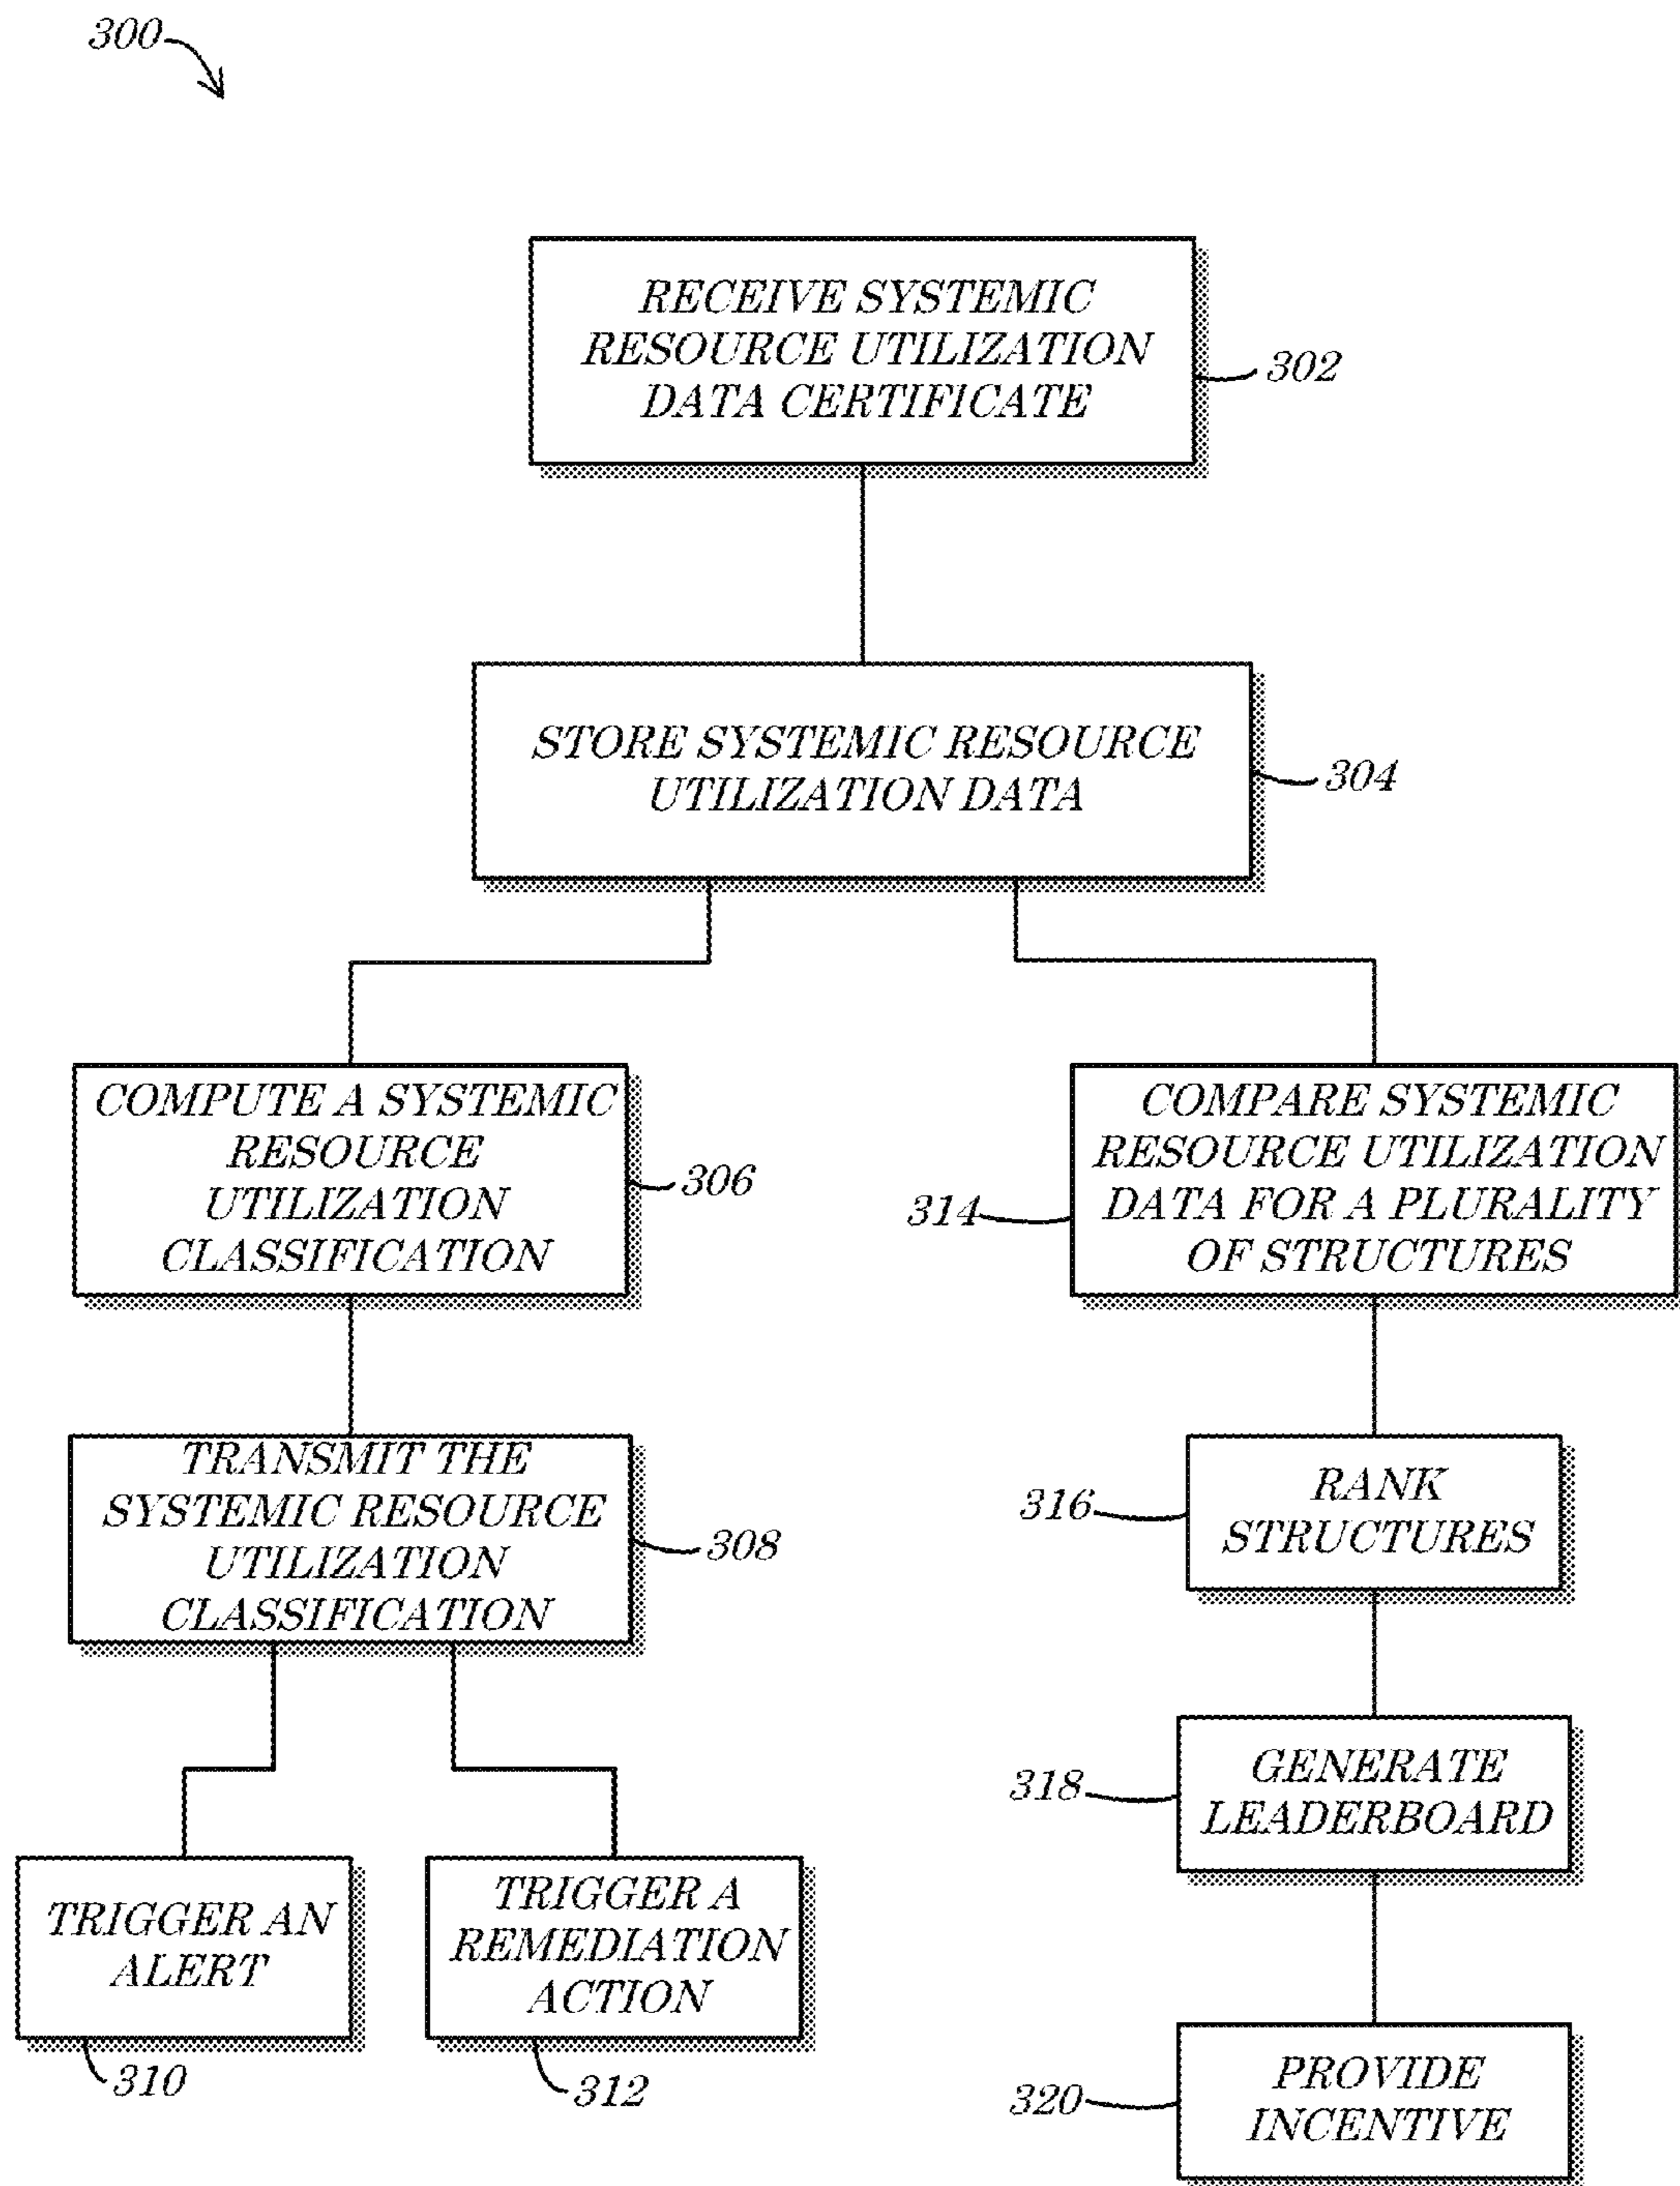 300
RECEIVE SYSTEMIC
RESOURCE UTILIZATION
DATA CERTIFICATE
302
STORE SYSTEMIC RESOURCE
UTILIZATION DATA
304
COMPUTE A SYSTEMIC
RESOURCE
UTILIZATION
CLASSIFICATION
306
TRANSMIT THE
SYSTEMIC RESOURCE
UTILIZATION
CLASSIFICATION
308
TRIGGER AN
ALERT
310
TRIGGER A
REMEDIATION
ACTION
312
COMPARE SYSTEMIC
RESOURCE UTILIZATION
DATA FOR A PLURALITY
OF STRUCTURES
314
RANK
STRUCTURES
316
GENERATE
LEADERBOARD
318
PROVIDE
INCENTIVE
320